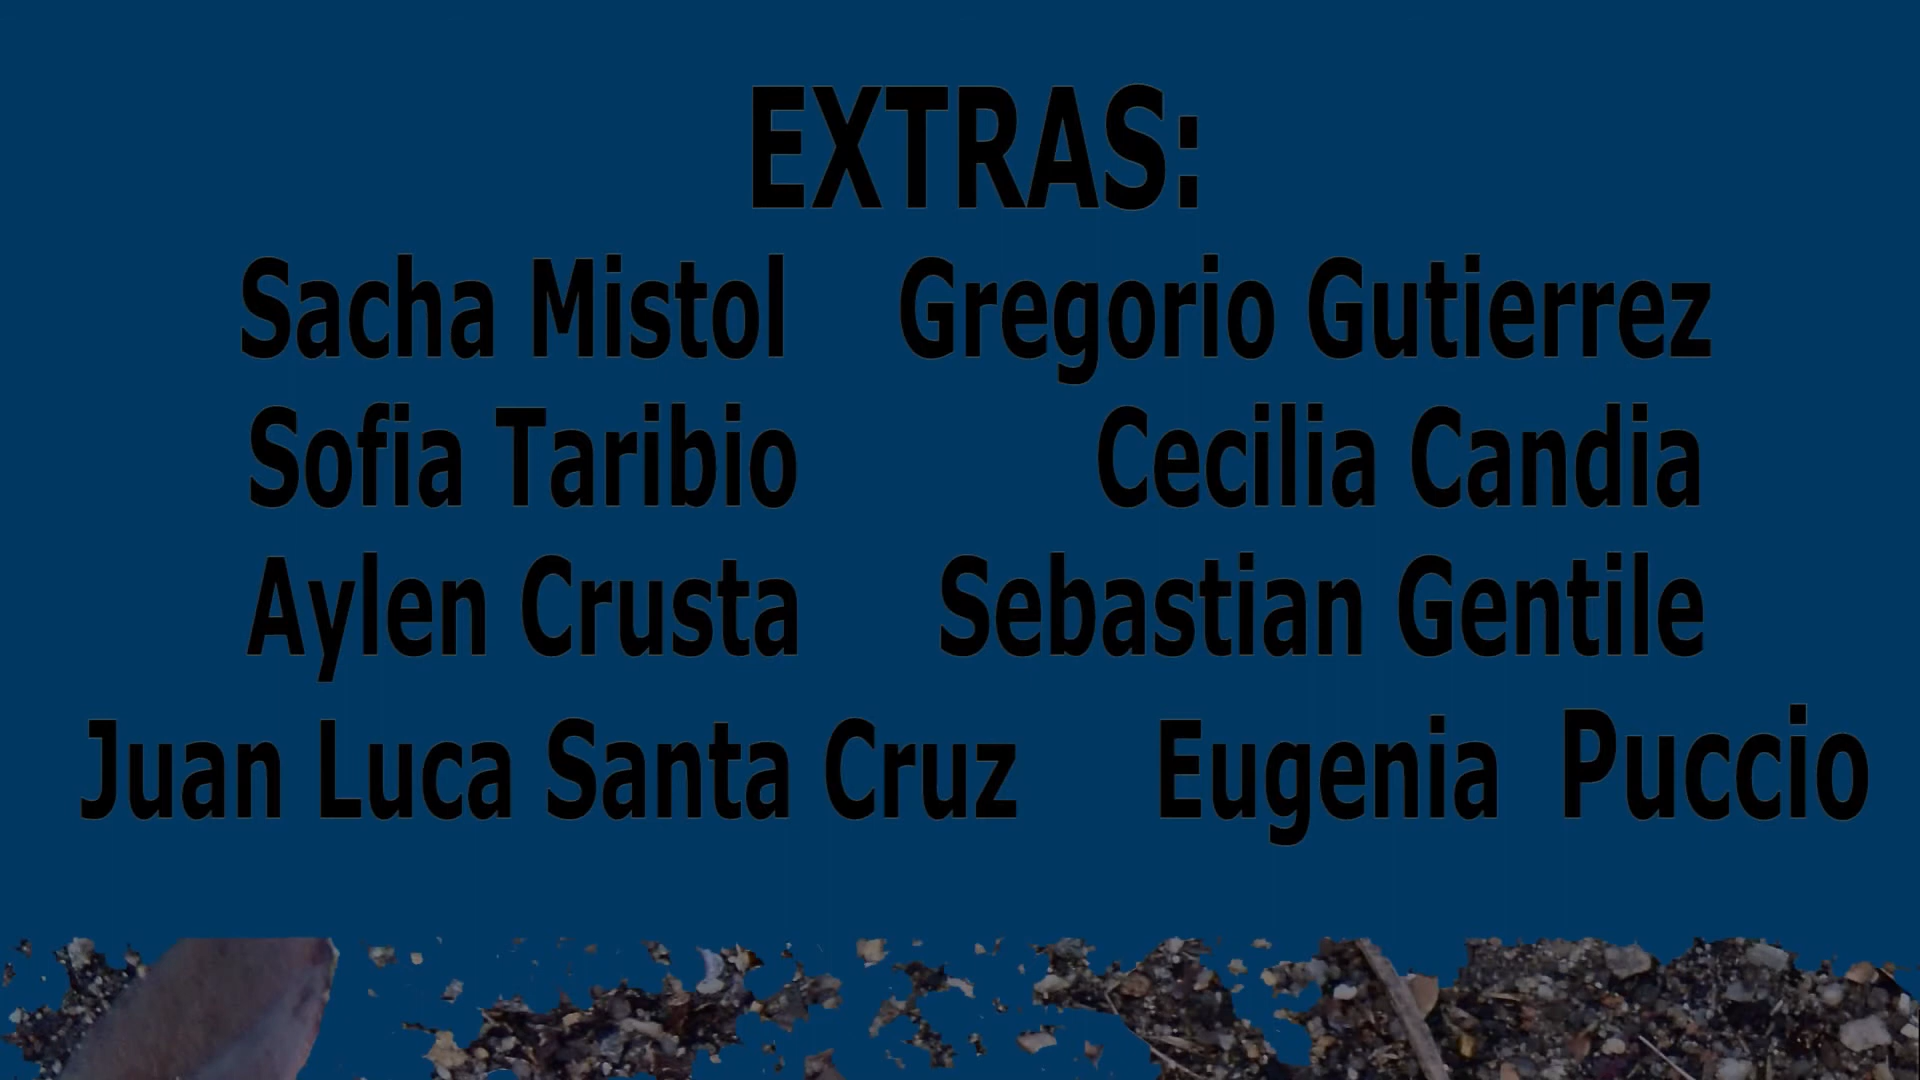 EXTRAS:
Sacha Mistol Gregorio Gutierrez
Sofia Taribio Cecilia Candia
Aylen Crusta Sebastian Gentile
Juan Luca Santa Cruz Eugenia Puccio